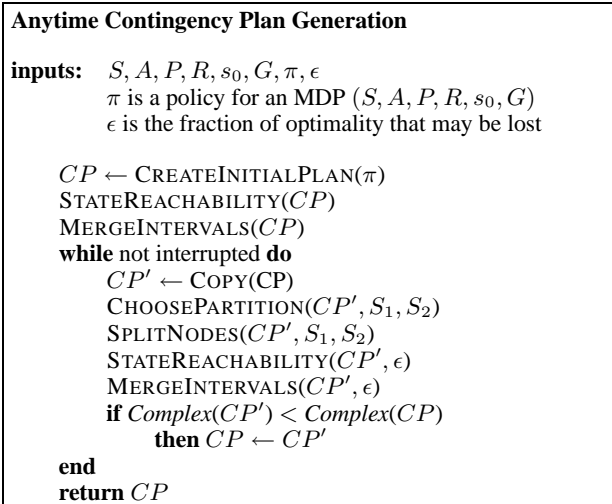 Anytime Contingency Plan Generation
inputs: S, A, P, R, s₀, G, π, ϵ
π is a policy for an MDP (S, A, P, R, s₀, G)
ϵ is the fraction of optimality that may be lost
CP ← CREATEINITIALPLAN(π)
STATEREACHABILITY(CP)
MERGEINTERVALS(CP)
while not interrupted do
CP′ ← COPY(CP)
CHOOSEPARTITION(CP′, S₁, S₂)
SPLITNODES(CP′, S₁, S₂)
STATEREACHABILITY(CP′, ϵ)
MERGEINTERVALS(CP′, ϵ)
if Complex(CP′) < Complex(CP)
then CP ← CP′
end
return CP